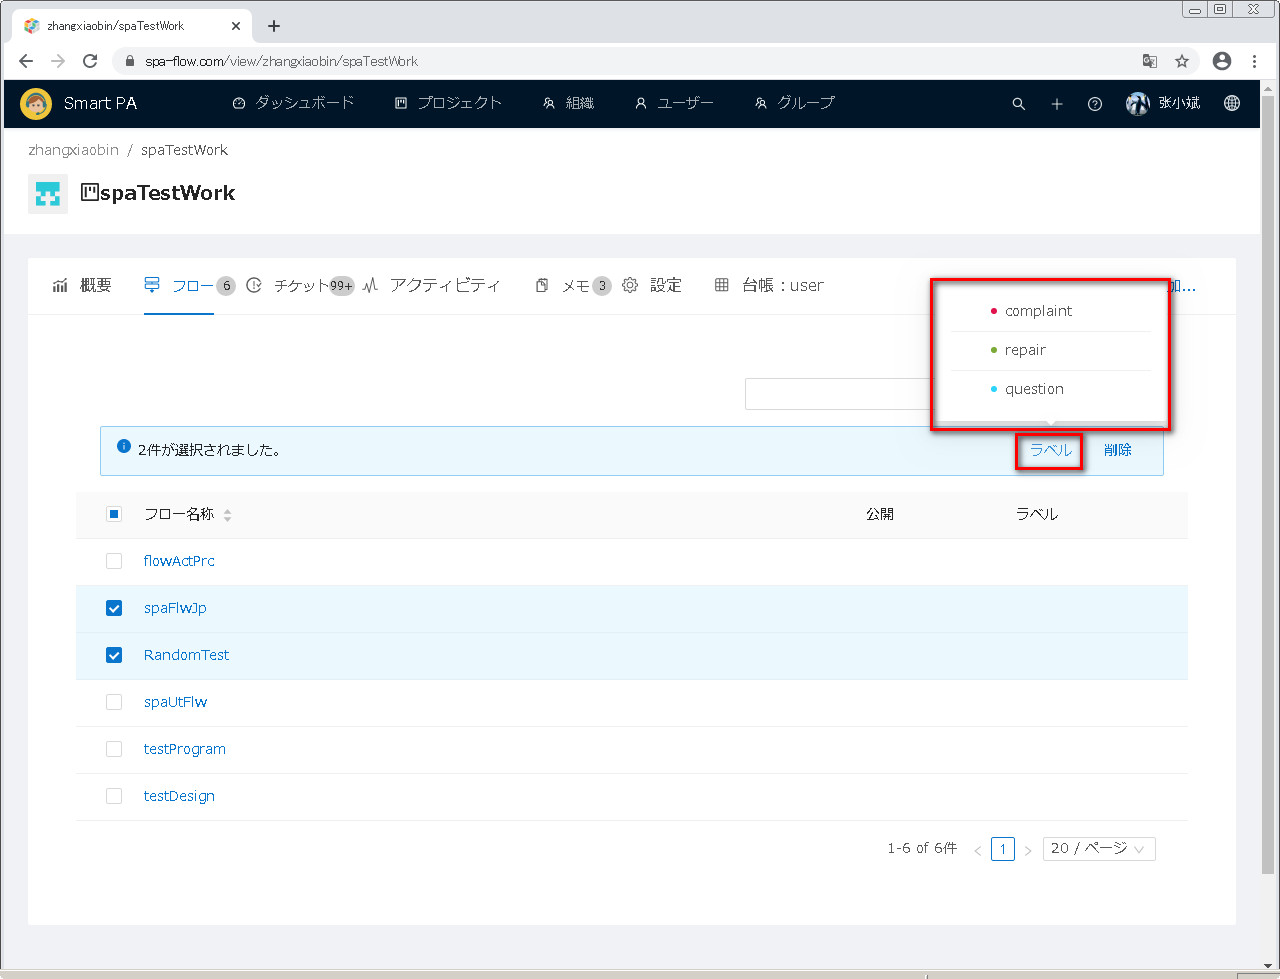 zhangxiaobin/spaTestWork
spa-flow.com/view/zhangxiaobin/spaTestWork
Smart PA ダッシュボード プロジェクト 組織 ユーザー グループ 张小斌
zhangxiaobin / spaTestWork
spaTestWork
概要 フロー 6 チケット 99+ アクティビティ メモ 3 設定 台帳：user 加...
complaint
repair
question
2件が選択されました。 ラベル 削除
フロー名称 公開 ラベル
flowActPrc
spaFlwJp
RandomTest
spaUtFlw
testProgram
testDesign
1-6 of 6件 1 20 / ページ